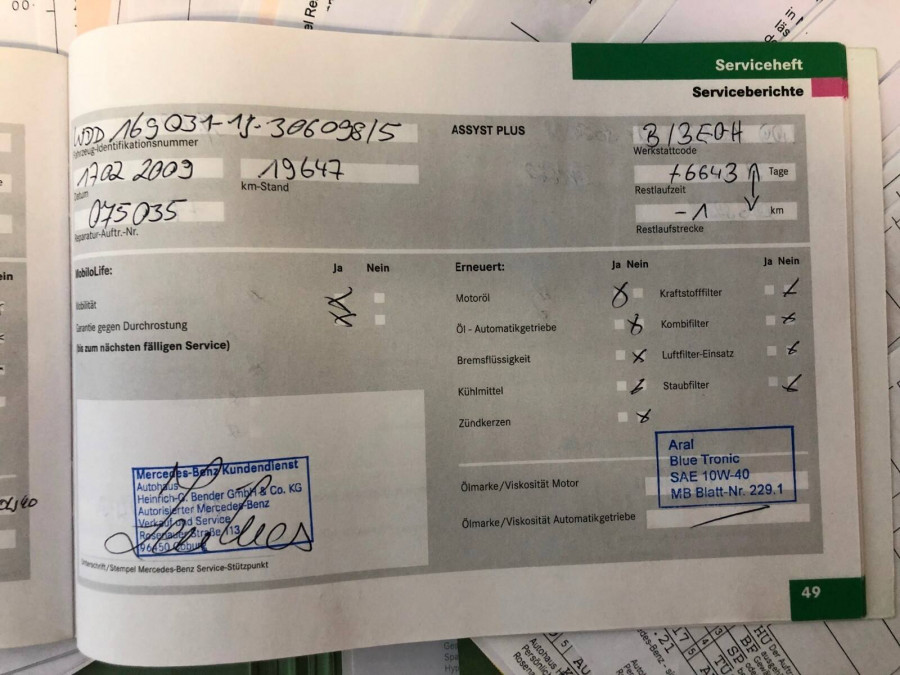 Serviceheft
Serviceberichte
WDD 169031-1J-306098/5
Fahrzeug-Identifikationsnummer
ASSYST PLUS
Werkstattcode
1702 2009
Datum
19647
km-Stand
+6643
Tage
Restlaufzeit
075035
Reparatur-Auftr.-Nr.
-1
km
Restlaufstrecke
MobiloLife:
Ja Nein
Mobilität
Garantie gegen Durchrostung
(bis zum nächsten fälligen Service)
Erneuert:
Ja Nein
Ja Nein
Motoröl
Kraftstofffilter
Öl - Automatikgetriebe
Kombifilter
Bremsflüssigkeit
Luftfilter-Einsatz
Kühlmittel
Staubfilter
Zündkerzen
Mercedes-Benz Kundendienst
Autohaus
Heinrich-G. Bender GmbH & Co. KG
Autorisierter Mercedes-Benz
Verkauf und Service
Rosenauer Straße 113
96450 Coburg
Unterschrift/Stempel Mercedes-Benz Service-Stützpunkt
Aral
Blue Tronic
SAE 10W-40
MB Blatt-Nr. 229.1
Ölmarke/Viskosität Motor
Ölmarke/Viskosität Automatikgetriebe
49